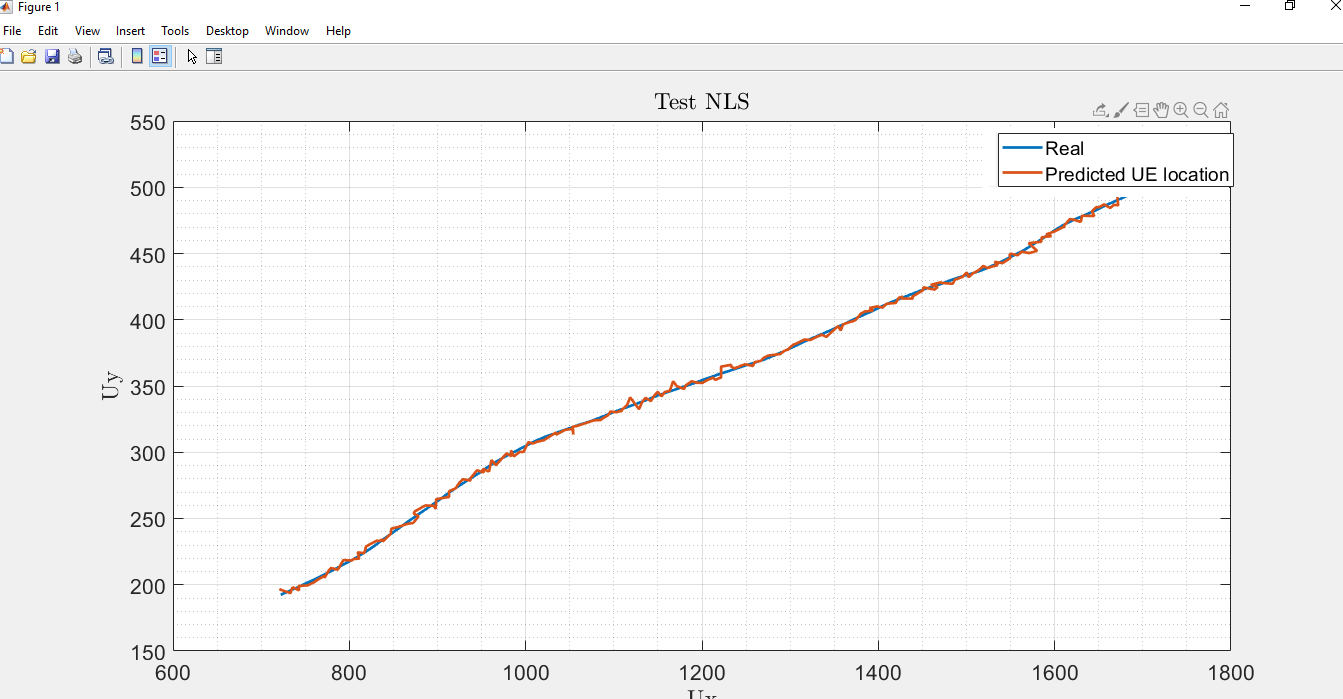 Figure 1
File Edit View Insert Tools Desktop Window Help
Test NLS
Real
Predicted UE location
550
500
450
400
350
300
250
200
150
Uy
600 800 1000 1200 1400 1600 1800
Ux